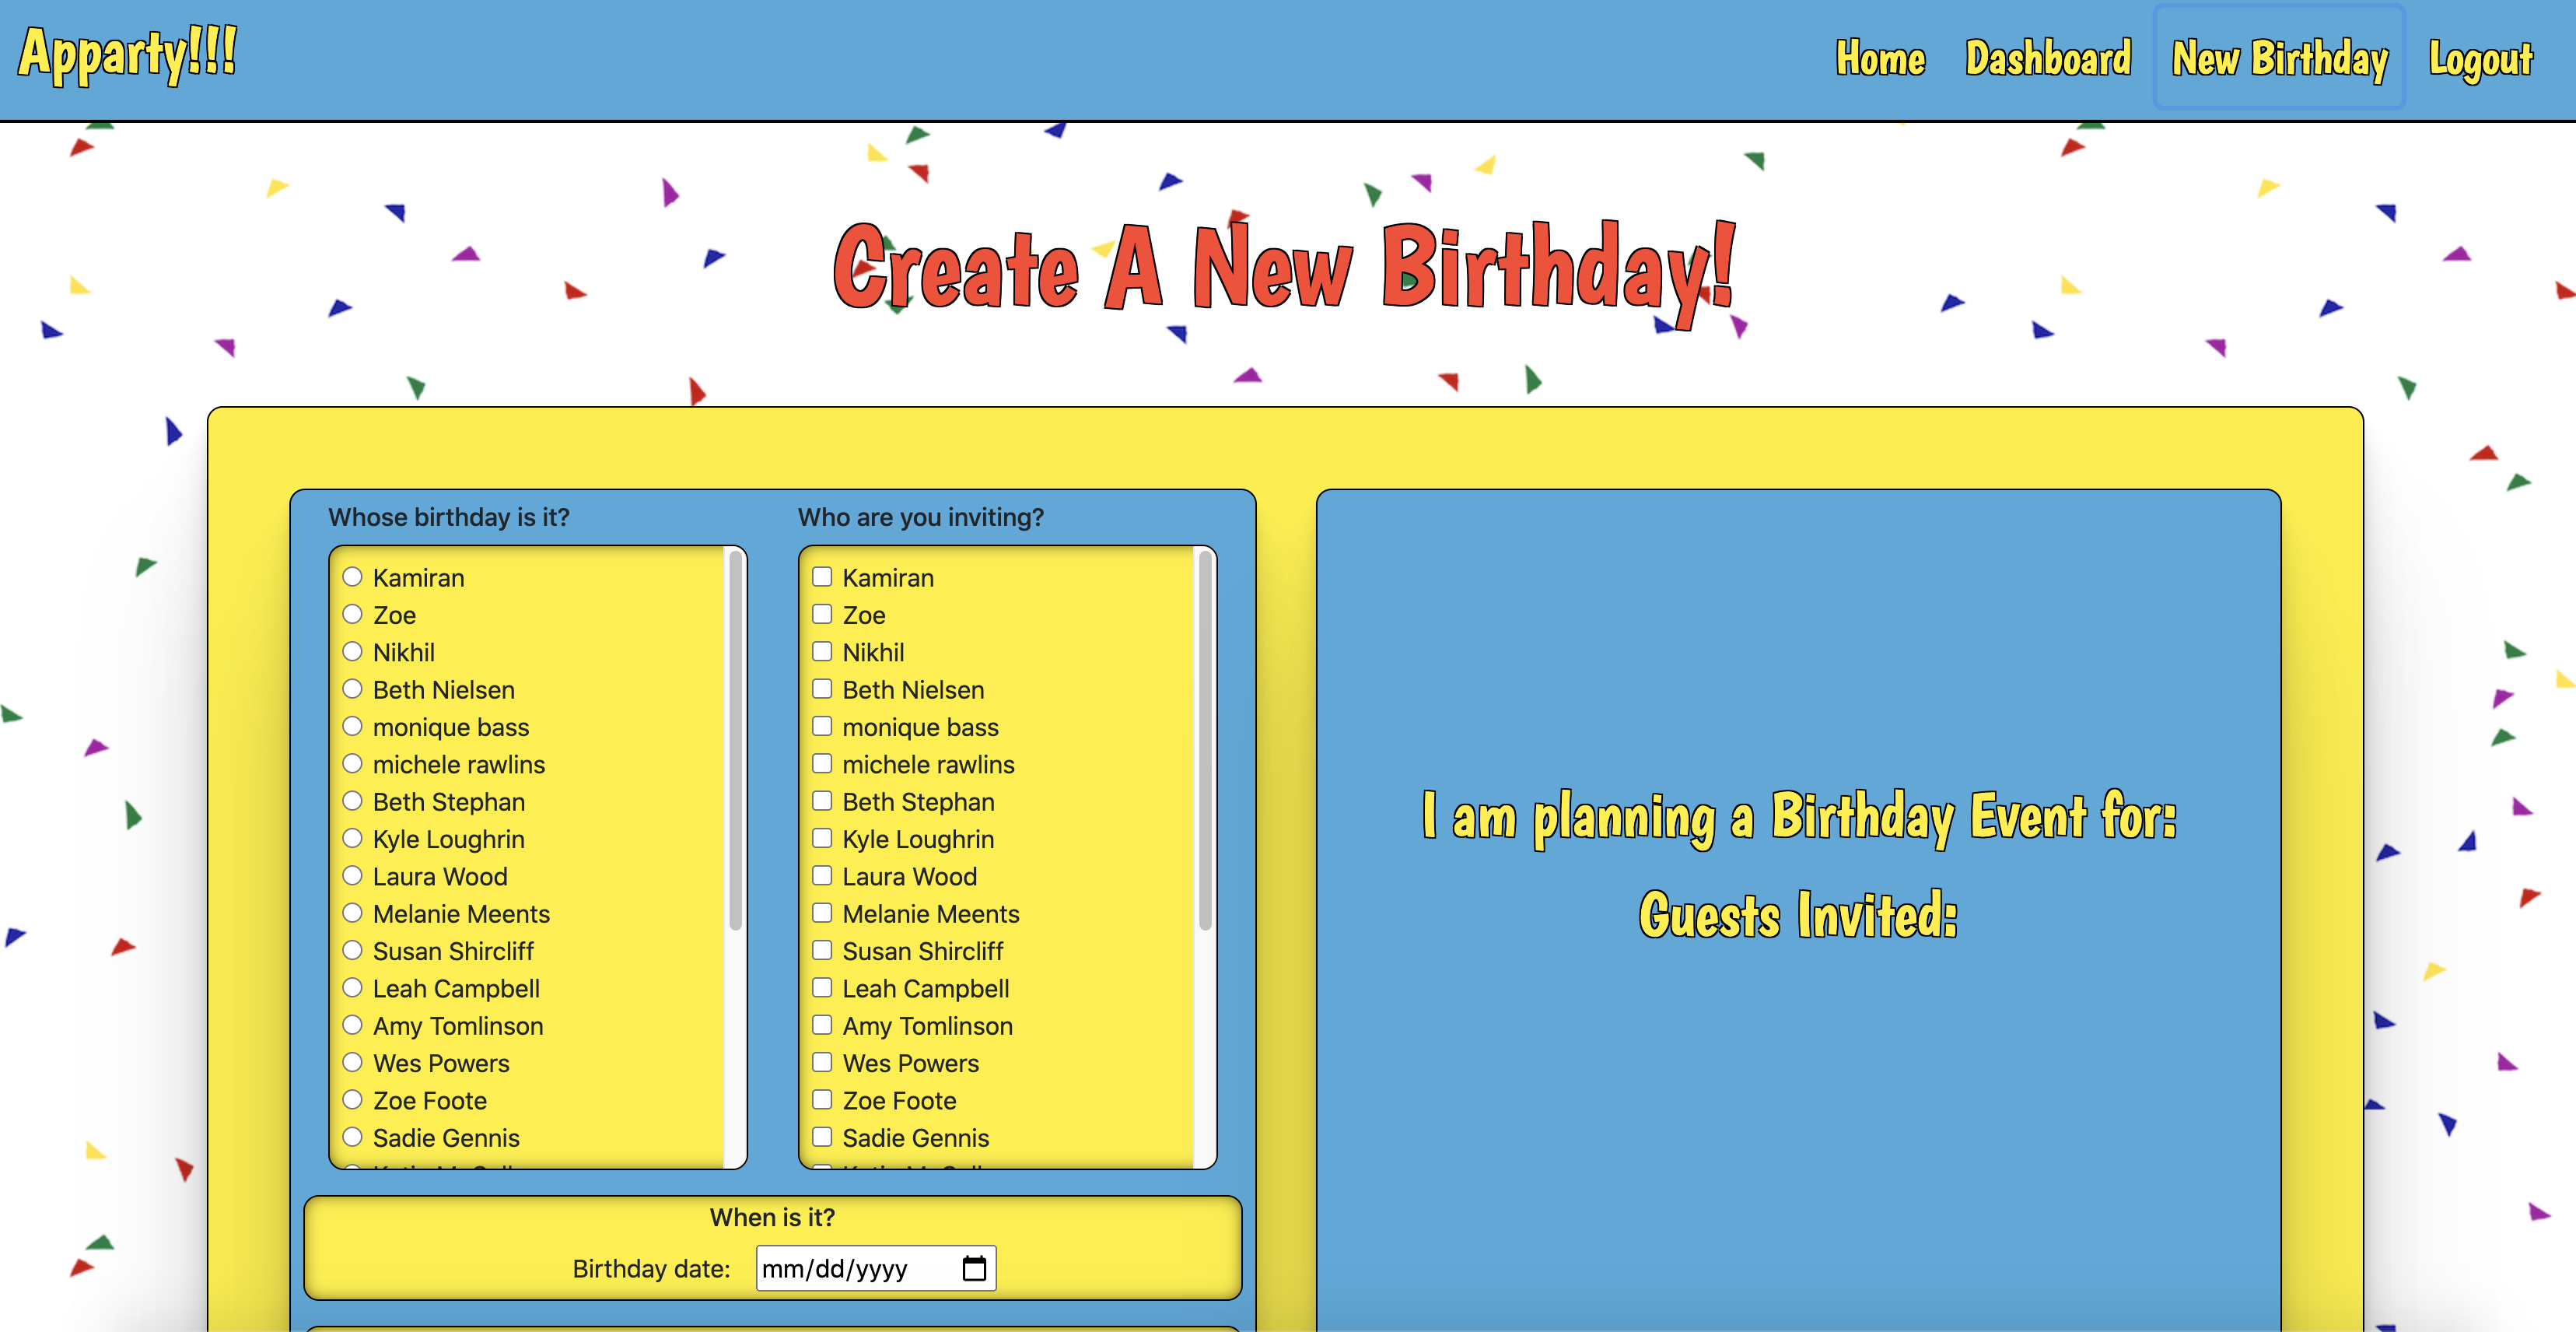 Apparty!!!
Home Dashboard New Birthday Logout
Create A New Birthday!
Whose birthday is it?
Kamiran
Zoe
Nikhil
Beth Nielsen
monique bass
michele rawlins
Beth Stephan
Kyle Loughrin
Laura Wood
Melanie Meents
Susan Shircliff
Leah Campbell
Amy Tomlinson
Wes Powers
Zoe Foote
Sadie Gennis
Who are you inviting?
Kamiran
Zoe
Nikhil
Beth Nielsen
monique bass
michele rawlins
Beth Stephan
Kyle Loughrin
Laura Wood
Melanie Meents
Susan Shircliff
Leah Campbell
Amy Tomlinson
Wes Powers
Zoe Foote
Sadie Gennis
When is it?
Birthday date: mm/dd/yyyy
I am planning a Birthday Event for:
Guests Invited: